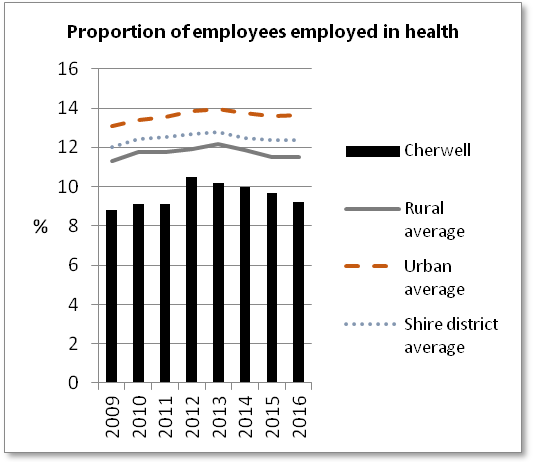 Proportion of employees employed in health
16
14
12
10
8
6
4
2
0
%
2009
2010
2011
2012
2013
2014
2015
2016
Cherwell
Rural
average
Urban
average
Shire district
average